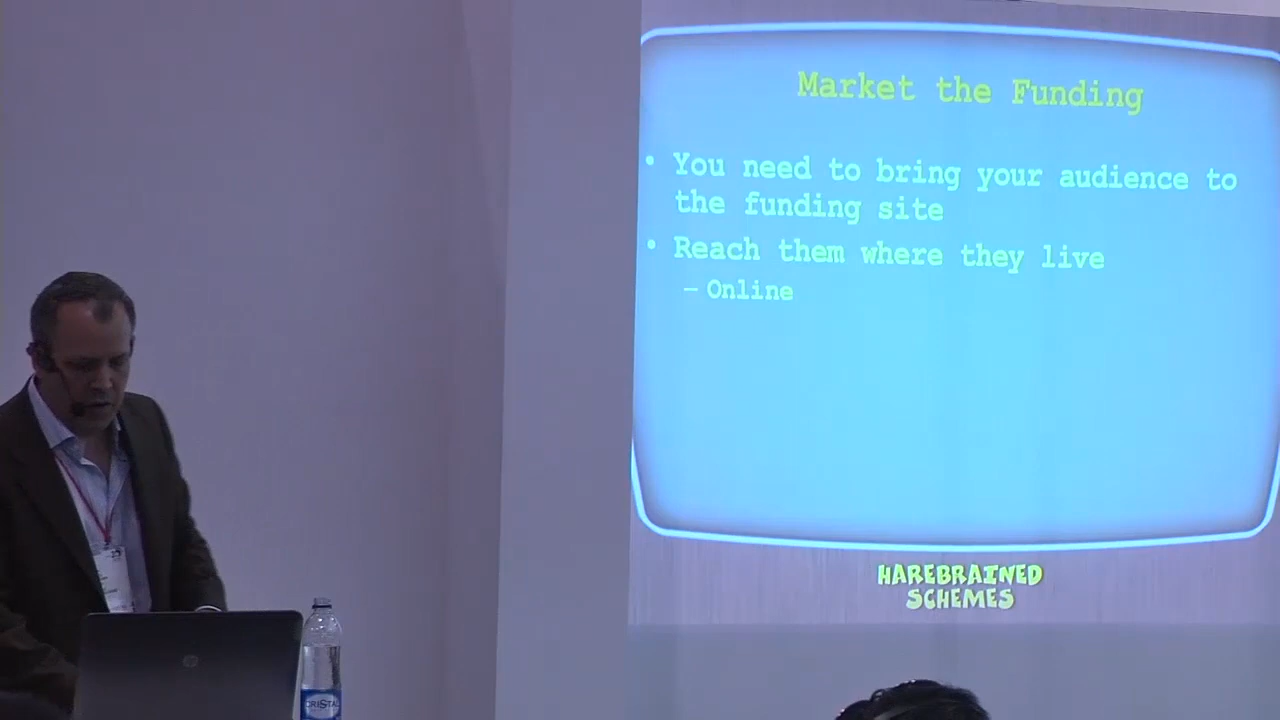 Market the Funding
• You need to bring your audience to
the funding site
• Reach them where they live
– Online
HAREBRAINED
SCHEMES
CRISTAL
hp